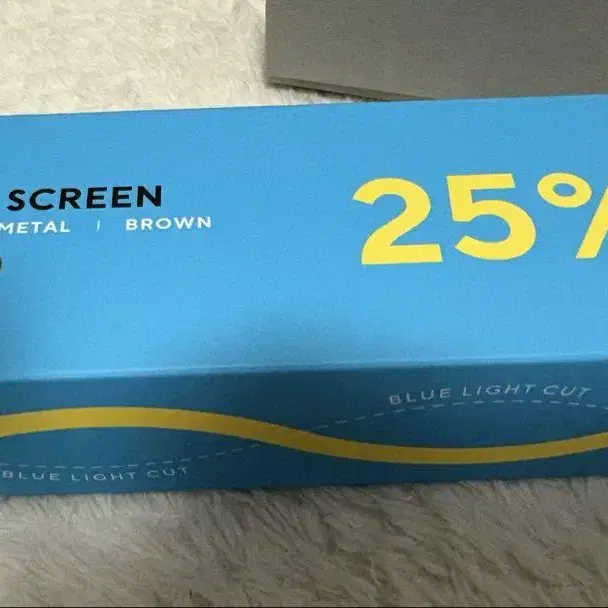 SCREEN
METAL | BROWN
25%
BLUE LIGHT CUT
BLUE LIGHT CUT